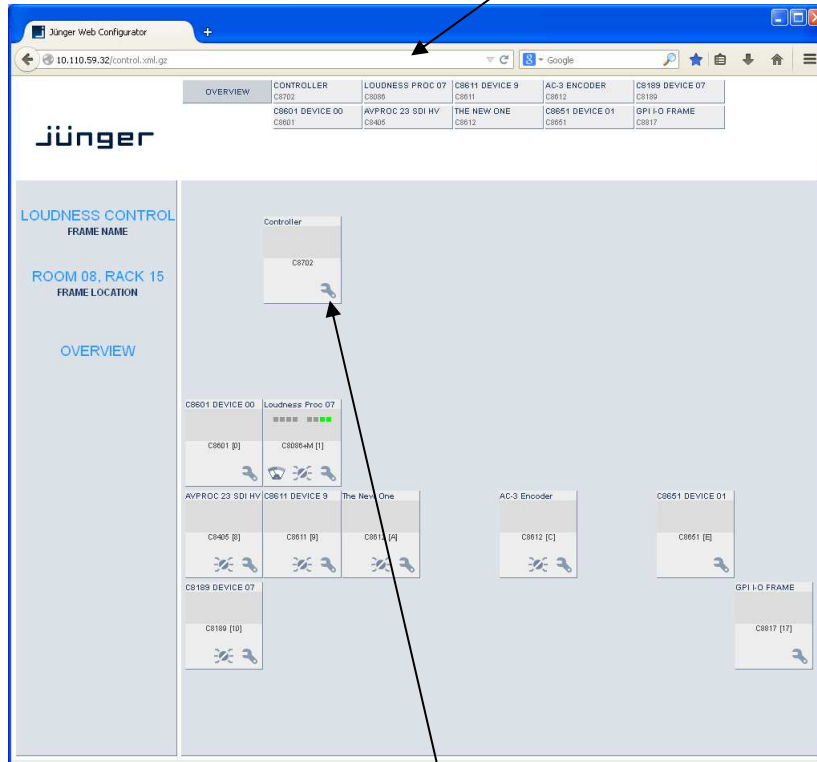 Jünger Web Configurator
10.110.59.32/control.xml.gz
Google
OVERVIEW
CONTROLLER
C8702
LOUDNESS PROC 07
C8086
C8611 DEVICE 9
C8611
AC-3 ENCODER
C8612
C8189 DEVICE 07
C8189
C8601 DEVICE 00
C8601
AVPROC 23 SDI HV
C8405
THE NEW ONE
C8612
C8651 DEVICE 01
C8651
GPI I-O FRAME
C8817
jünger
LOUDNESS CONTROL
FRAME NAME
ROOM 08, RACK 15
FRAME LOCATION
OVERVIEW
Controller
C8702
C8601 DEVICE 00
C8601 [0]
Loudness Proc 07
C8086+M [1]
AVPROC 23 SDI HV
C8405 [8]
C8611 DEVICE 9
C8611 [9]
The New One
C8612 [A]
AC-3 Encoder
C8612 [C]
C8651 DEVICE 01
C8651 [E]
C8189 DEVICE 07
C8189 [10]
GPI I-O FRAME
C8817 [17]